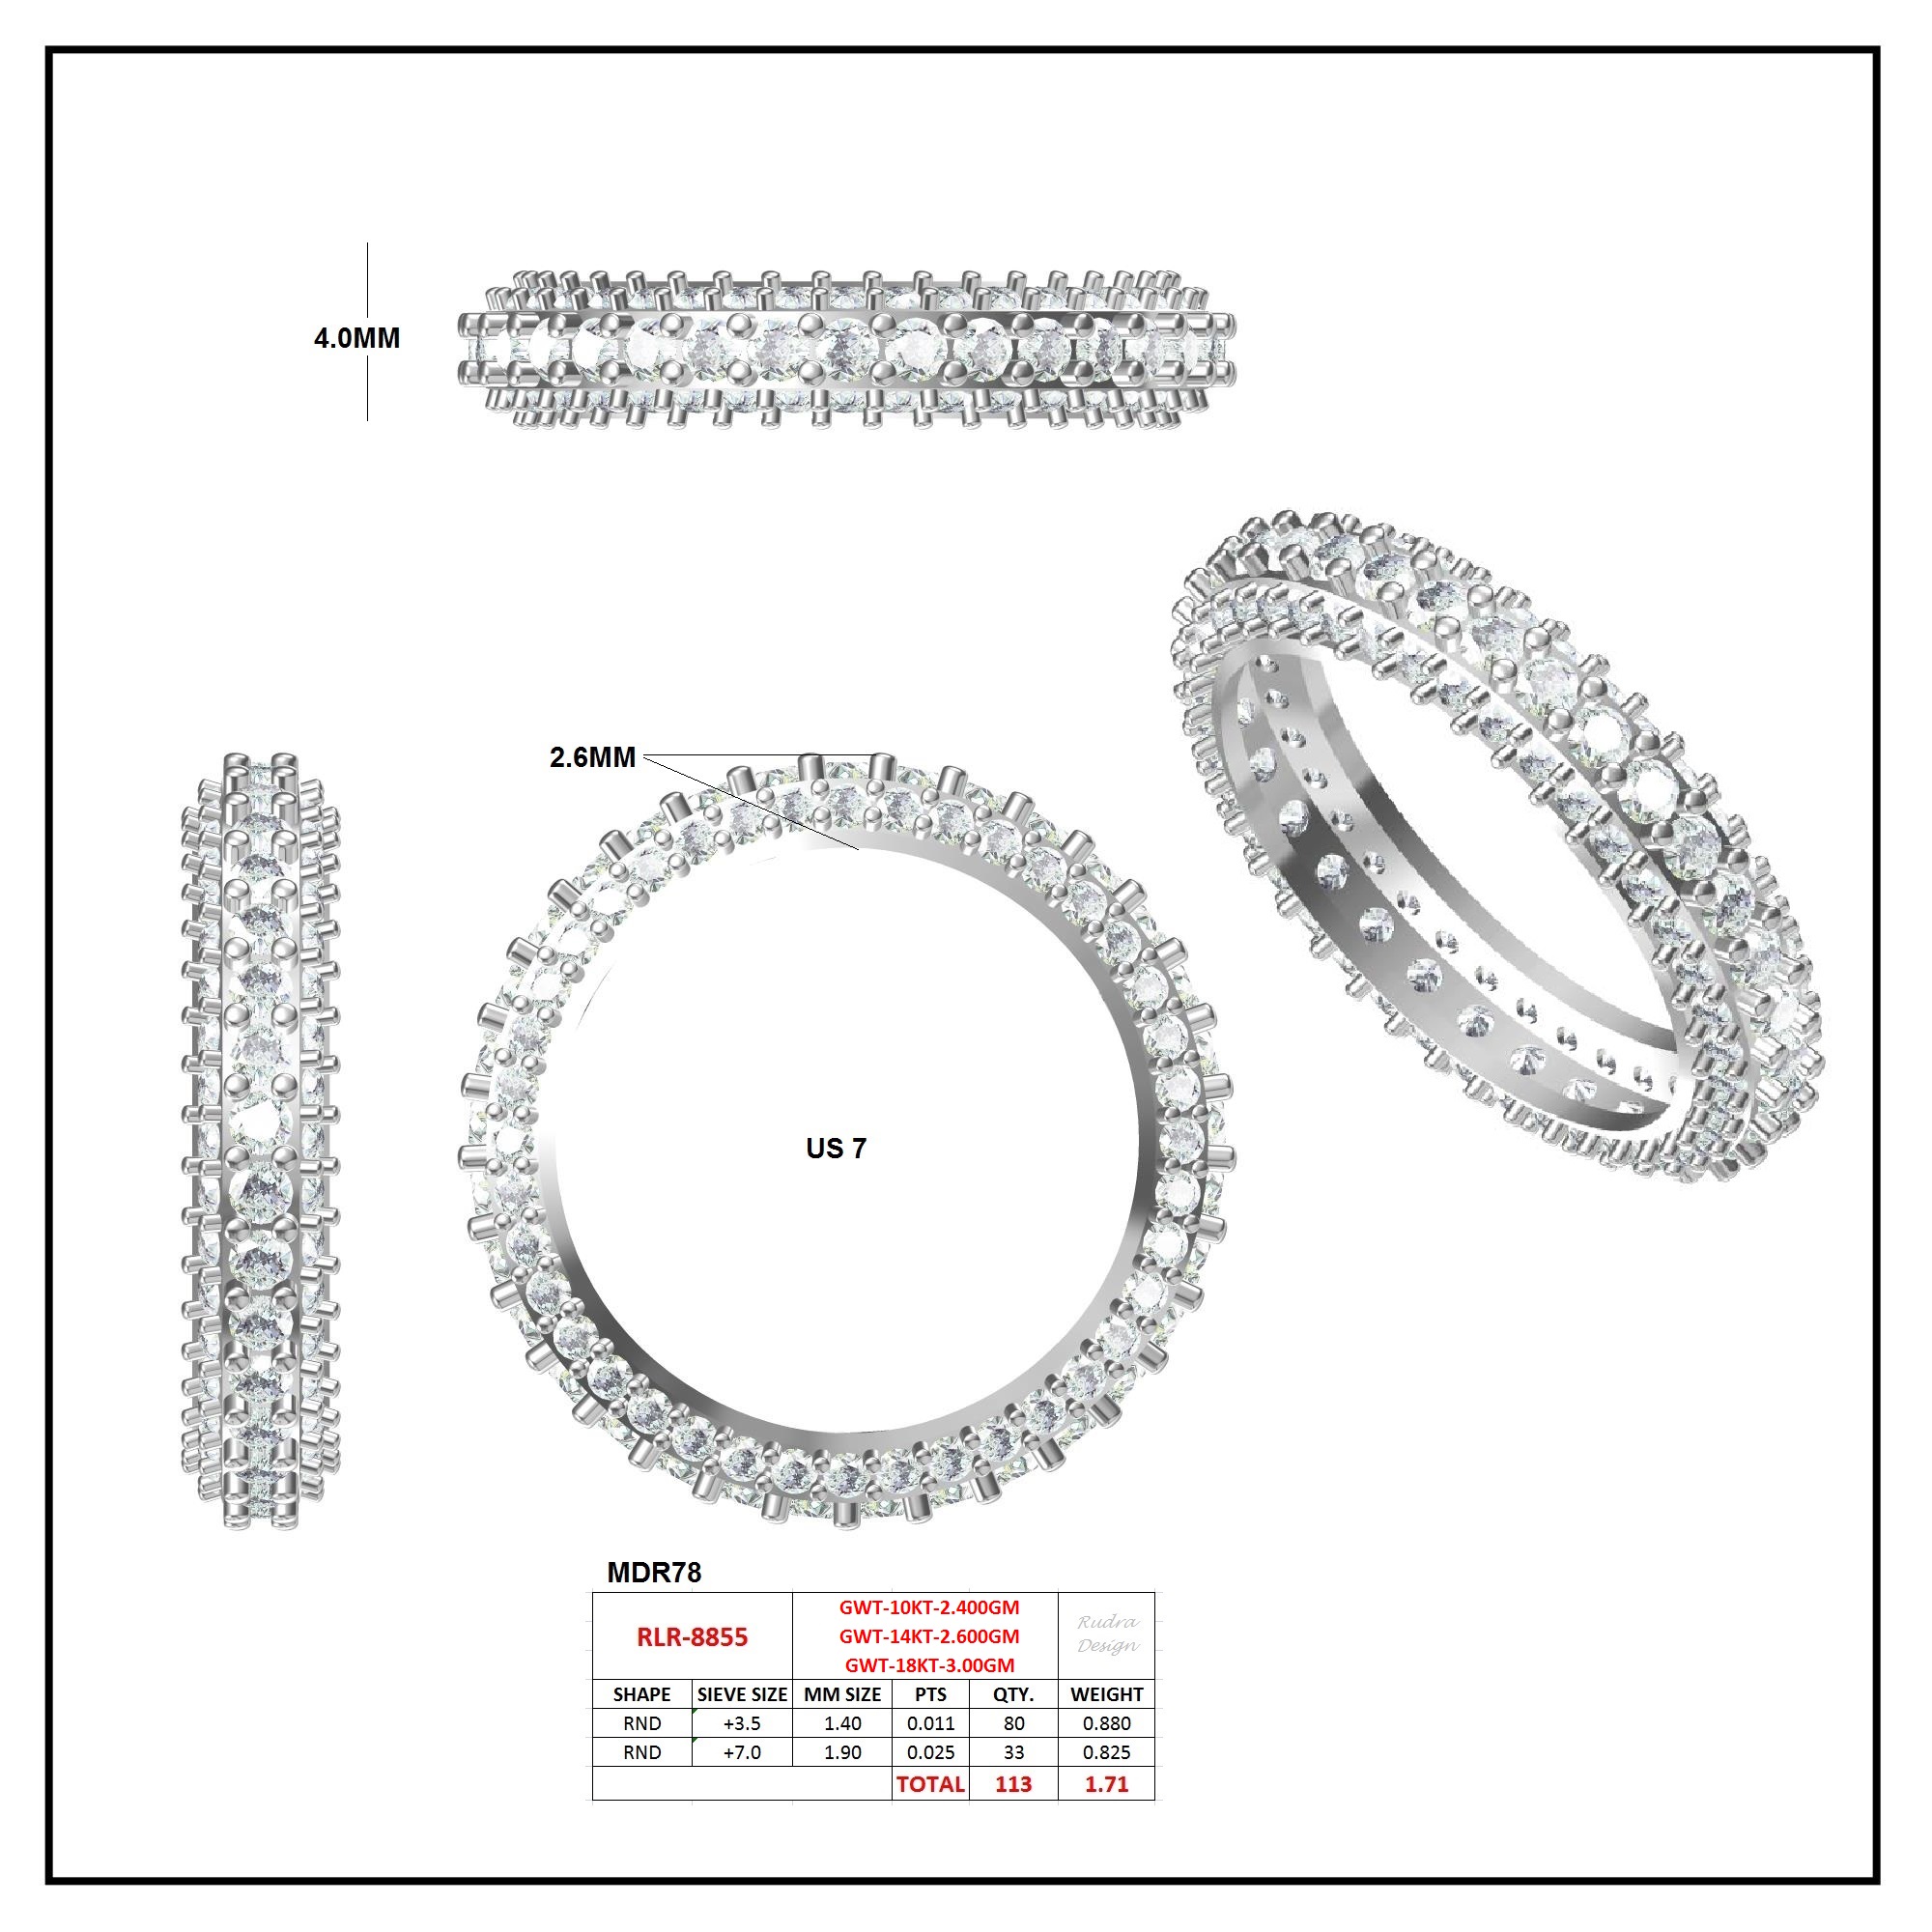 4.0MM
2.6MM
US 7
MDR78
RLR-8855
GWT-10KT-2.400GM
GWT-14KT-2.600GM
GWT-18KT-3.00GM
Rudra
Design
SHAPE SIEVE SIZE MM SIZE PTS QTY. WEIGHT
RND +3.5 1.40 0.011 80 0.880
RND +7.0 1.90 0.025 33 0.825
TOTAL 113 1.71